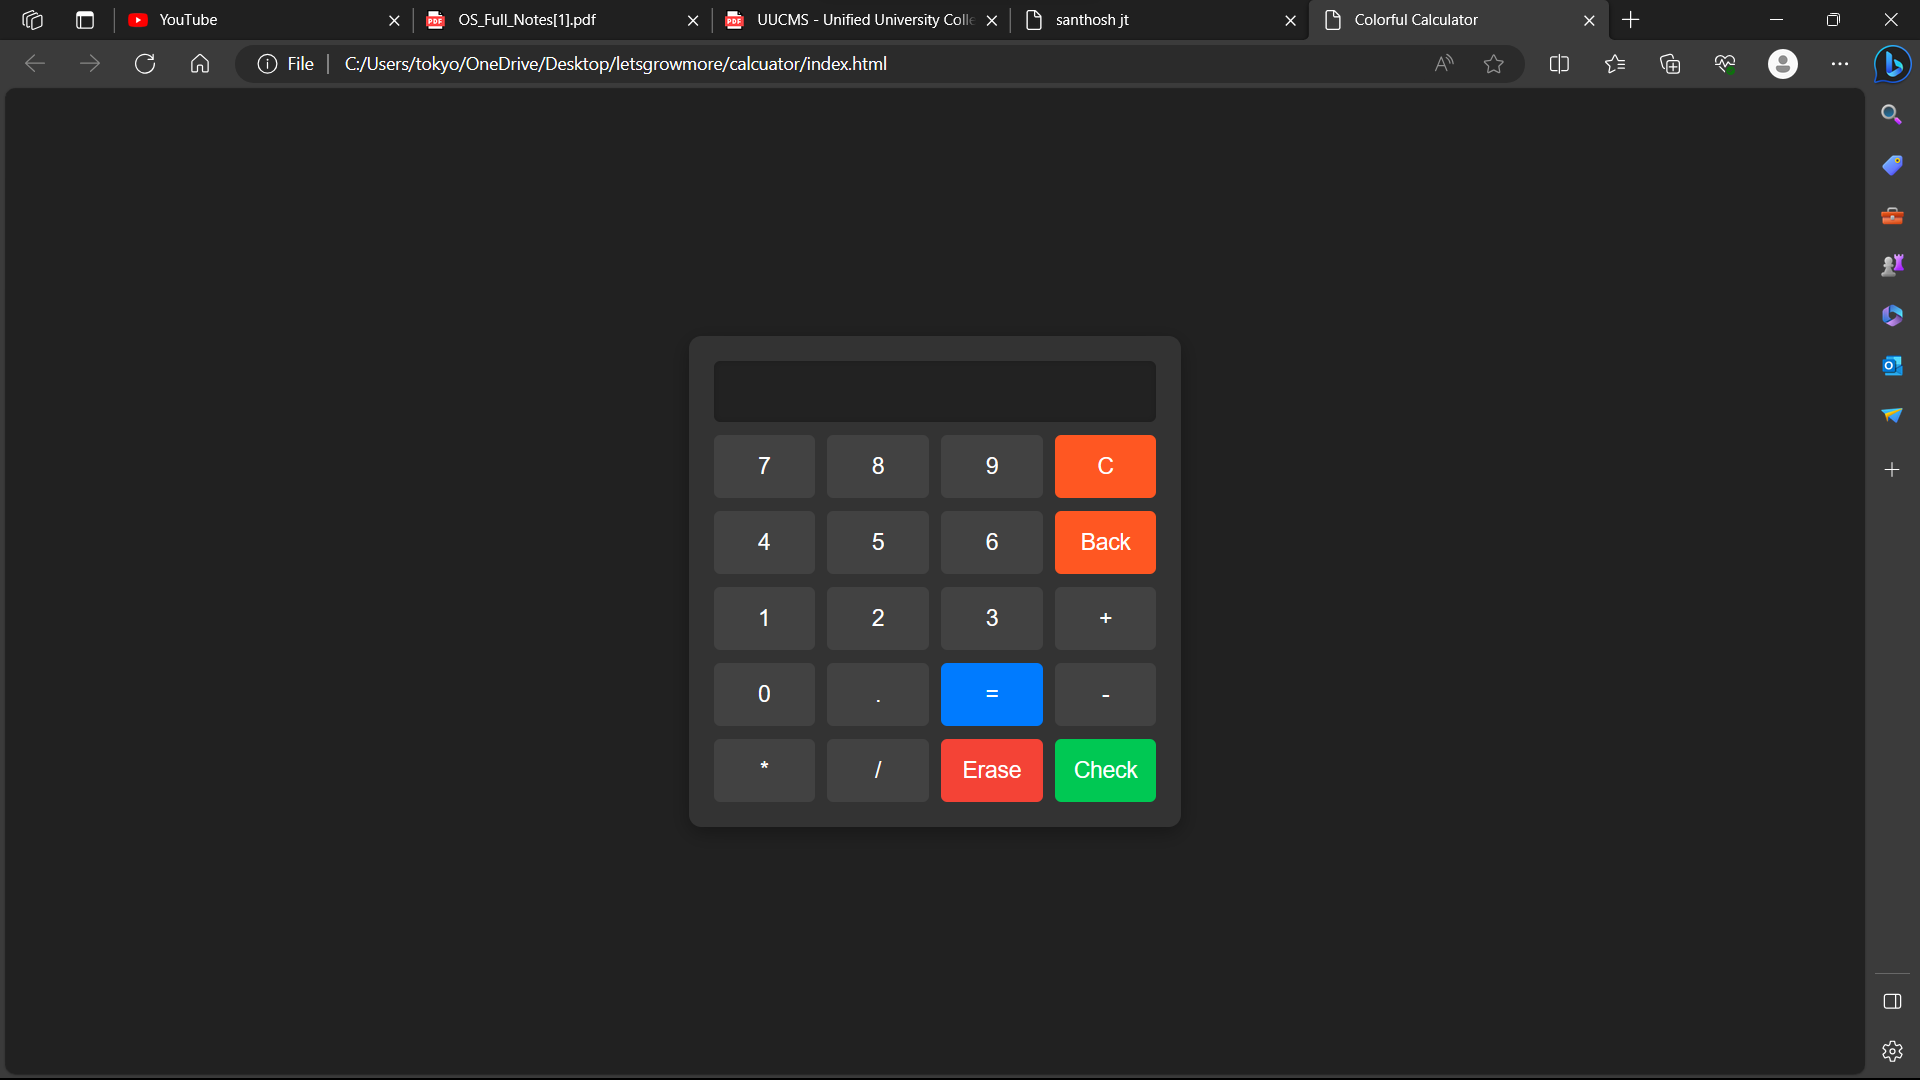 YouTube
OS_Full_Notes[1].pdf
UUCMS - Unified University Colle
santhosh jt
Colorful Calculator
File
C:/Users/tokyo/OneDrive/Desktop/letsgrowmore/calcuator/index.html
7 8 9 C
4 5 6 Back
1 2 3 +
0 . = -
* / Erase Check